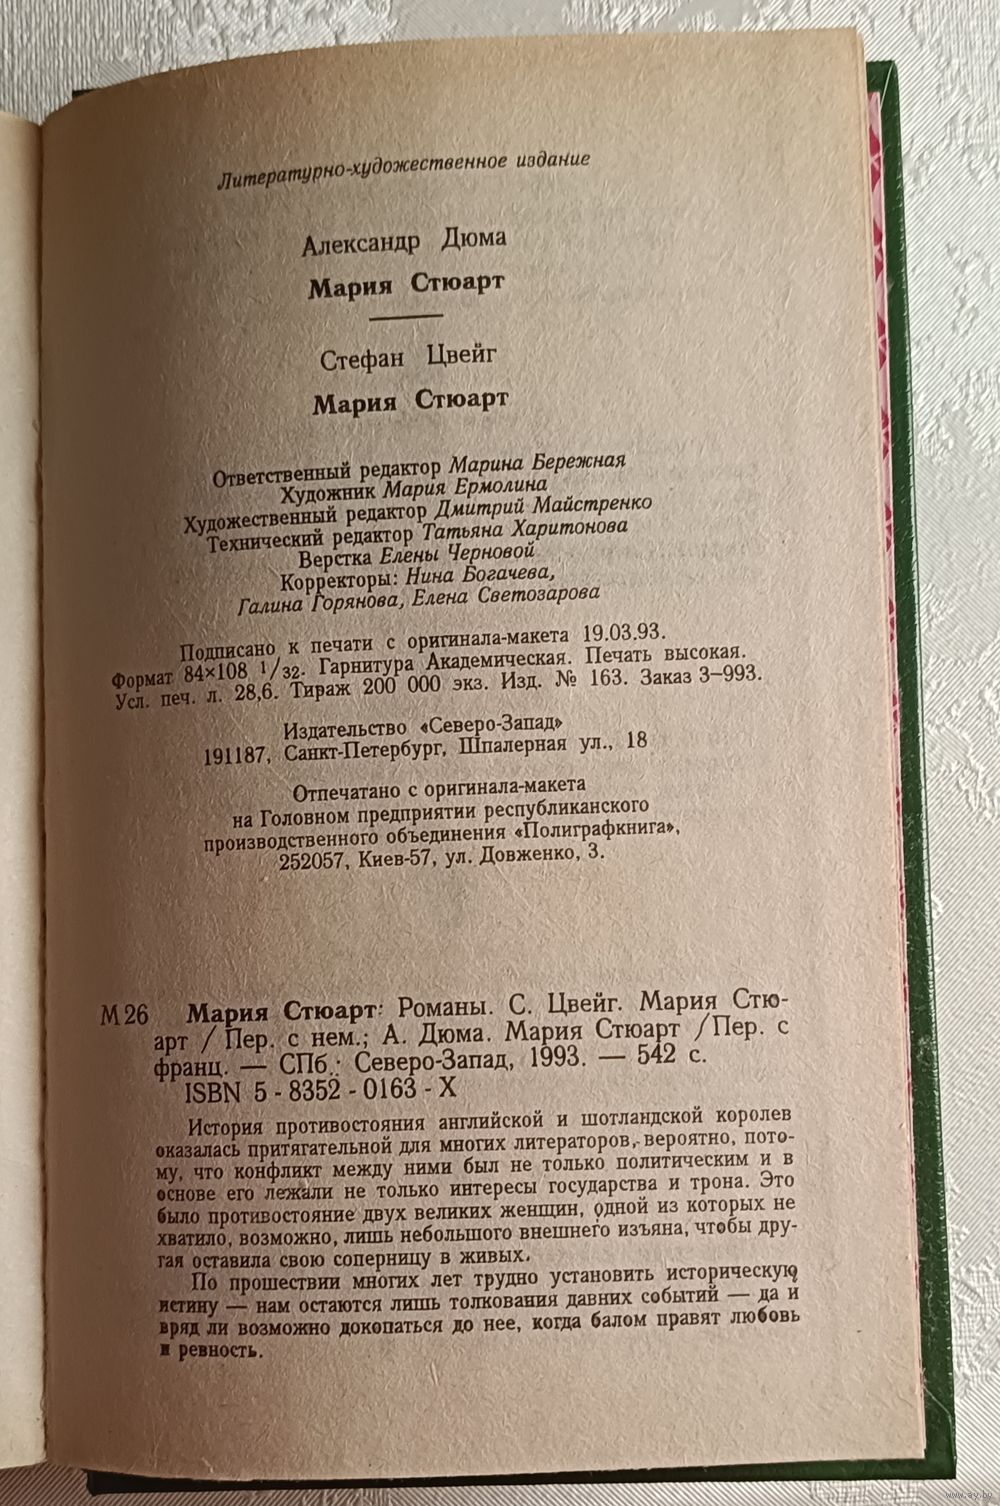 Литературно-художественное издание
Александр Дюма
Мария Стюарт
Стефан Цвейг
Мария Стюарт
Ответственный редактор Марина Бережная
Художник Мария Ермолина
Художественный редактор Дмитрий Майстренко
Технический редактор Татьяна Харитонова
Верстка Елены Черновой
Корректоры: Нина Богачева,
Галина Горянова, Елена Светозарова
Подписано к печати с оригинала-макета 19.03.93.
Формат 84×108 1/32. Гарнитура Академическая. Печать высокая.
Усл. печ. л. 28,6. Тираж 200 000 экз. Изд. № 163. Заказ 3–993.
Издательство «Северо-Запад»
191187, Санкт-Петербург, Шпалерная ул., 18
Отпечатано с оригинала-макета
на Головном предприятии республиканского
производственного объединения «Полиграфкнига»,
252057, Киев-57, ул. Довженко, 3.
М 26 Мария Стюарт: Романы. С. Цвейг. Мария Стю-
арт / Пер. с нем.; А. Дюма. Мария Стюарт /Пер. с
франц. — СПб.: Северо-Запад, 1993. — 542 с.
ISBN 5 - 8352 - 0163 - X
История противостояния английской и шотландской королев
оказалась притягательной для многих литераторов, вероятно, пото-
му, что конфликт между ними был не только политическим и в
основе его лежали не только интересы государства и трона. Это
было противостояние двух великих женщин, одной из которых не
хватило, возможно, лишь небольшого внешнего изъяна, чтобы дру-
гая оставила свою соперницу в живых.
По прошествии многих лет трудно установить историческую
истину — нам остаются лишь толкования давних событий — да и
вряд ли возможно докопаться до нее, когда балом правят любовь
и ревность.
www.ay.by